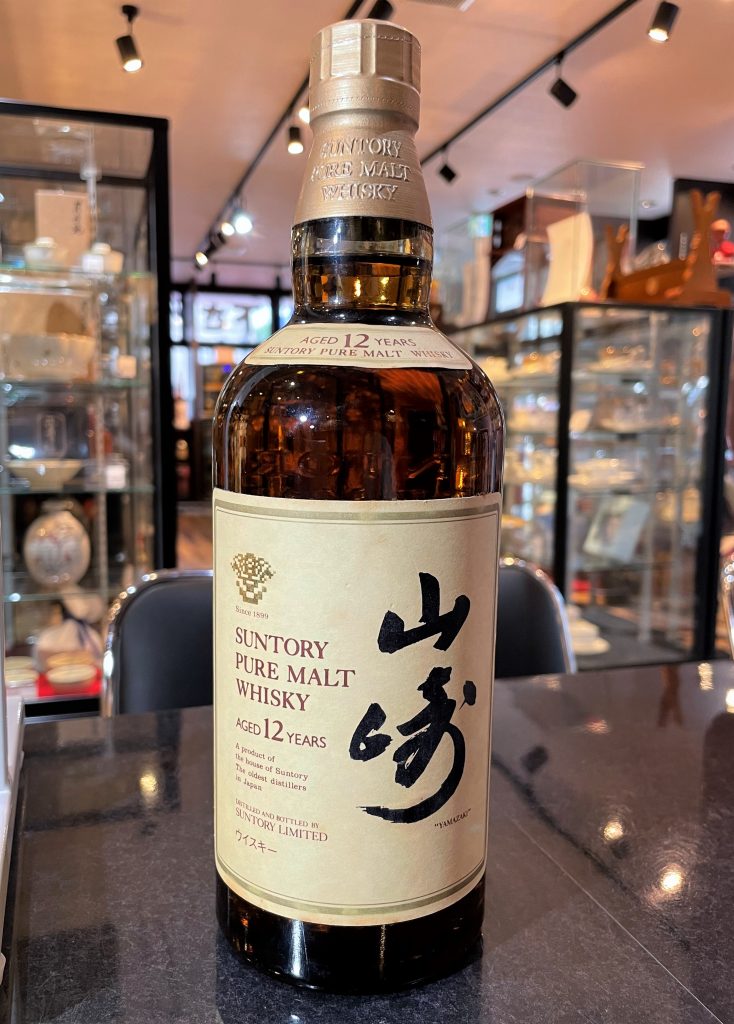 SUNTORY
PURE MALT
WHISKY
AGED 12 YEARS
SUNTORY PURE MALT WHISKY
Since 1899
SUNTORY
PURE MALT
WHISKY
AGED 12 YEARS
A product of
the house of Suntory
The oldest distillers
in Japan
DISTILLED AND BOTTLED BY
SUNTORY LIMITED
ウイスキー
山崎
"YAMAZAKI"